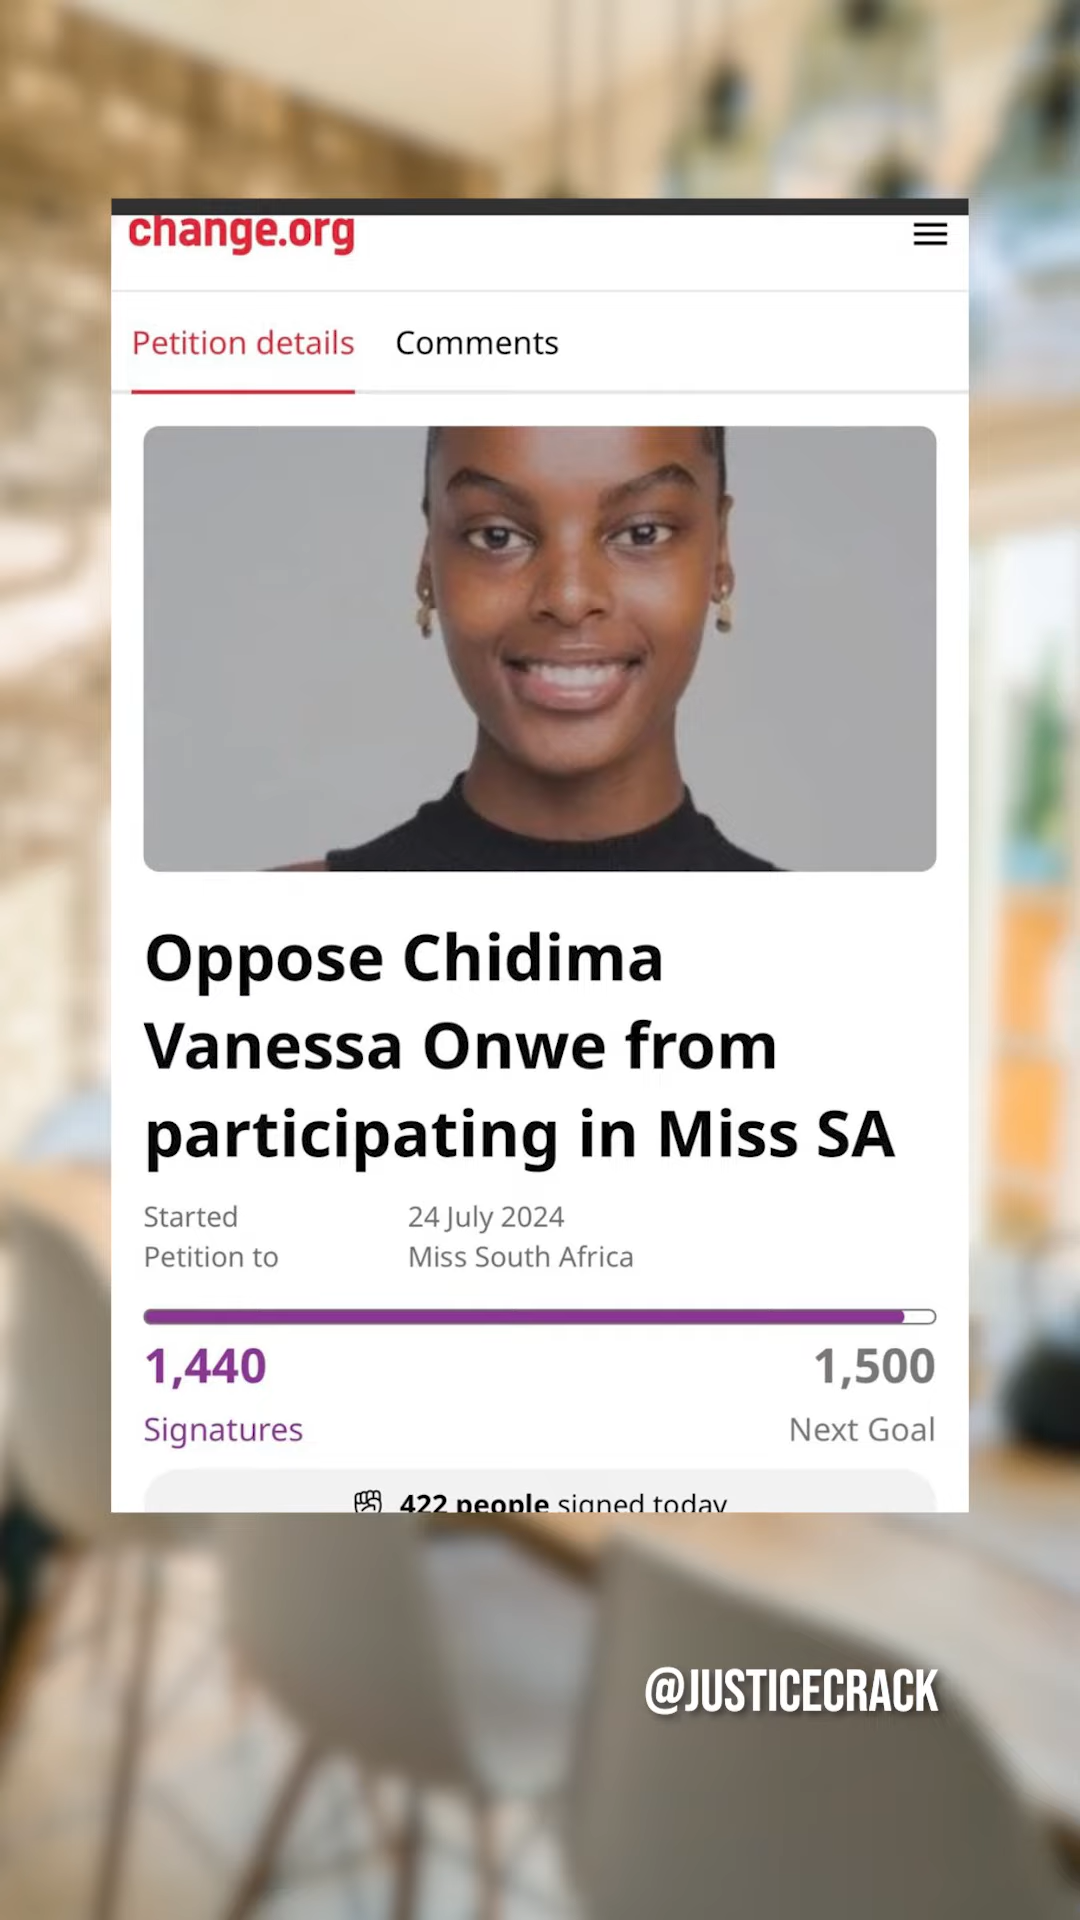 change.org
Petition details Comments
Oppose Chidima
Vanessa Onwe from
participating in Miss SA
Started 24 July 2024
Petition to Miss South Africa
1,440 1,500
Signatures Next Goal
422 people signed today
@JUSTICECRACK